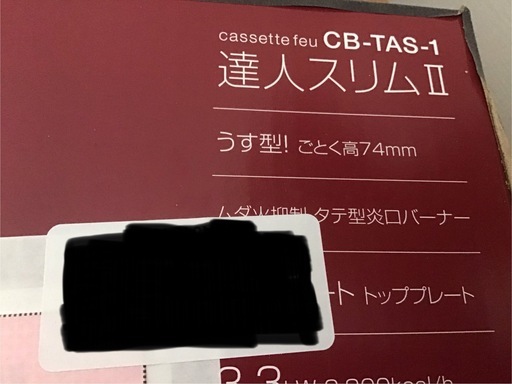 cassette feu CB-TAS-1
達人スリムⅡ
うす型! ごとく高74mm
ムダ火抑制 タテ型炎口バーナー
ート トッププレート
3.3kW